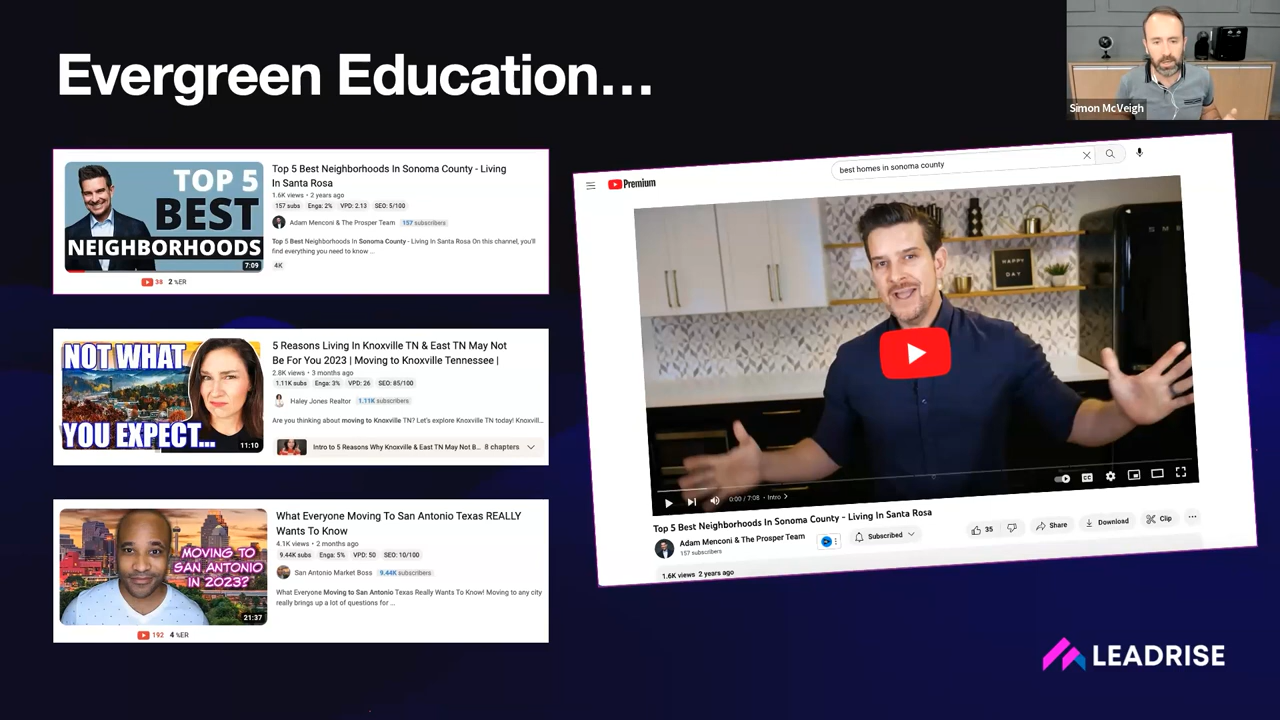 Evergreen Education...
Simon McVeigh
TOP 5
BEST
NEIGHBORHOODS
7:09
38 2 %ER
Top 5 Best Neighborhoods In Sonoma County - Living
In Santa Rosa
1.6K views • 2 years ago
157 subs Enga: 2% VPD: 2.13 SEO: 5/100
Adam Menconi & The Prosper Team 157 subscribers
Top 5 Best Neighborhoods In Sonoma County - Living In Santa Rosa On this channel, you'll
find everything you need to know ...
4K
NOT WHAT
YOU EXPECT...
11:10
5 Reasons Living In Knoxville TN & East TN May Not
Be For You 2023 | Moving to Knoxville Tennessee |
2.8K views • 3 months ago
1.11K subs Enga: 3% VPD: 26 SEO: 85/100
Haley Jones Realtor 1.11K subscribers
Are you thinking about moving to Knoxville TN? Let's explore Knoxville TN today! Knoxvill...
Intro to 5 Reasons Why Knoxville & East TN May Not B... 8 chapters
MOVING TO
SAN ANTONIO
IN 2023?
21:37
192 4 %ER
What Everyone Moving To San Antonio Texas REALLY
Wants To Know
4.1K views • 2 months ago
9.44K subs Enga: 5% VPD: 50 SEO: 10/100
San Antonio Market Boss 9.44K subscribers
What Everyone Moving to San Antonio Texas Really Wants To Know! Moving to any city
really brings up a lot of questions for ...
Premium
best homes in sonoma county
SME
HAPPY
DAY
0:00 / 7:08 • Intro
CC
Top 5 Best Neighborhoods In Sonoma County - Living In Santa Rosa
Adam Menconi & The Prosper Team
157 subscribers
Subscribed
35
Share
Download
Clip
1.6K views 2 years ago
LEADRISE